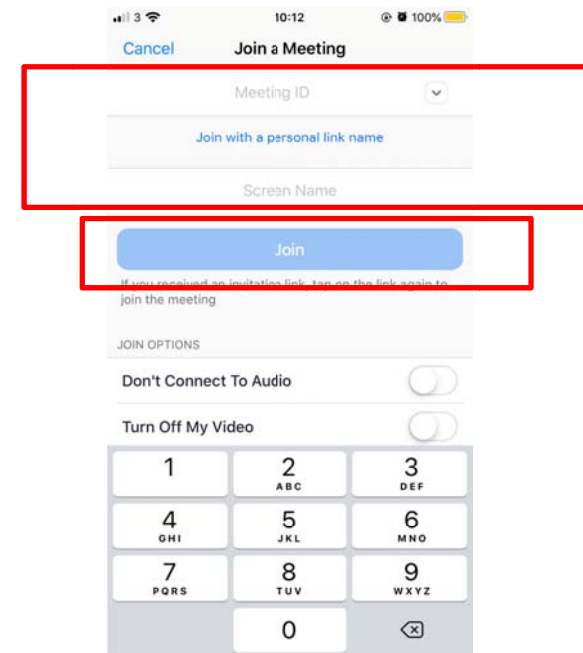 3 10:12 100%
Cancel Join a Meeting
Meeting ID
Join with a personal link name
Screen Name
Join
If you received an invitation link, tap on the link again to
join the meeting
JOIN OPTIONS
Don't Connect To Audio
Turn Off My Video
1 2 3
ABC DEF
4 5 6
GHI JKL MNO
7 8 9
PQRS TUV WXYZ
0